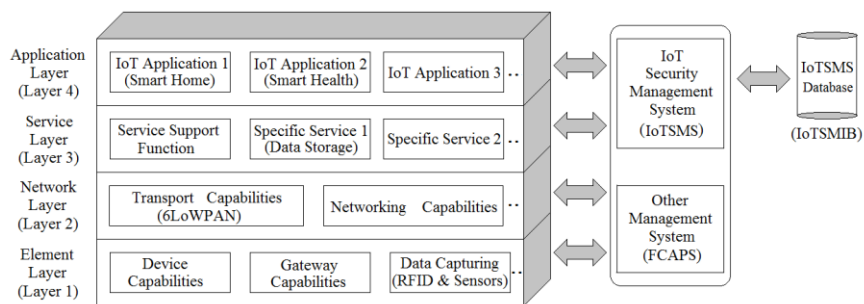 Application
Layer
(Layer 4)
IoT Application 1
(Smart Home)
IoT Application 2
(Smart Health)
IoT Application 3
..
Service
Layer
(Layer 3)
Service Support
Function
Specific Service 1
(Data Storage)
Specific Service 2
..
Network
Layer
(Layer 2)
Transport Capabilities
(6LoWPAN)
Networking Capabilities
..
Element
Layer
(Layer 1)
Device
Capabilities
Gateway
Capabilities
Data Capturing
(RFID & Sensors)
..
IoT
Security
Management
System
(IoTSMS)
Other
Management
System
(FCAPS)
IoTSMS
Database
(IoTSMIB)